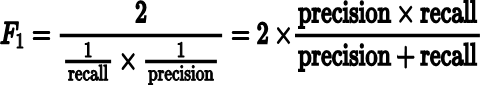 F₁ = 2 / (1/recall × 1/precision) = 2 × (precision × recall) / (precision + recall)